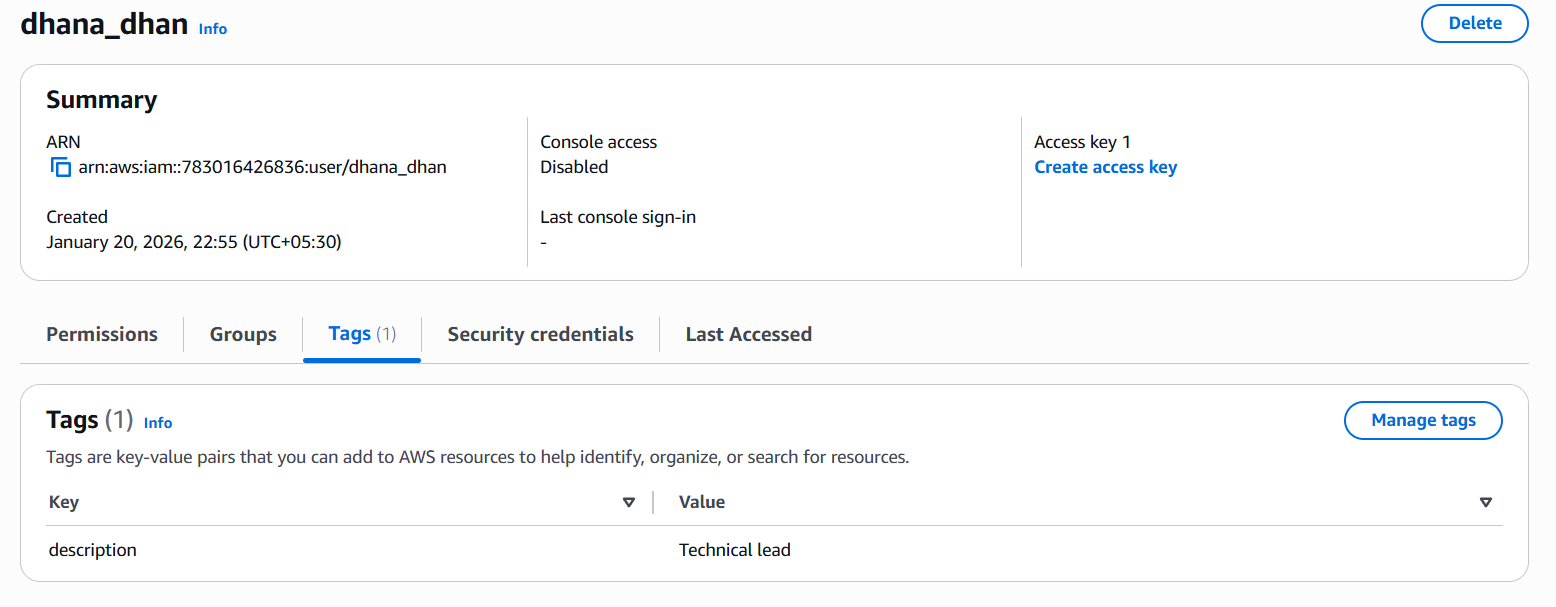 dhana_dhan Info
Delete
Summary
ARN
arn:aws:iam::783016426836:user/dhana_dhan
Created
January 20, 2026, 22:55 (UTC+05:30)
Console access
Disabled
Last console sign-in
-
Access key 1
Create access key
Permissions
Groups
Tags (1)
Security credentials
Last Accessed
Tags (1) Info
Manage tags
Tags are key-value pairs that you can add to AWS resources to help identify, organize, or search for resources.
Key Value
description Technical lead